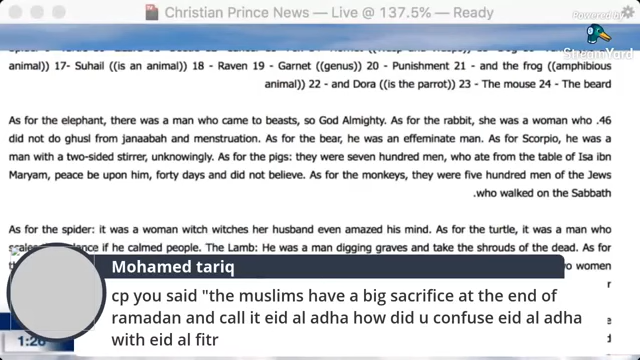 Christian Prince News — Live @ 137.5% — Ready
Powered by
StreamYard
animal)) 17- Suhail ((is an animal)) 18 - Raven 19 - Garnet ((genus)) 20 - Punishment 21 - and the frog ((amphibious
animal)) 22 - and Dora ((is the parrot)) 23 - The mouse 24 - The beard
As for the elephant, there was a man who came to beasts, so God Almighty. As for the rabbit, she was a woman who .46
did not do ghusl from janaabah and menstruation. As for the bear, he was an effeminate man. As for Scorpio, he was a
man with a two-sided stirrer, unknowingly. As for the pigs: they were seven hundred men, who ate from the table of Isa ibn
Maryam, peace be upon him, forty days and did not believe. As for the monkeys, they were five hundred men of the Jews
.who walked on the Sabbath
As for the spider: it was a woman witch witches her husband even amazed his mind. As for the turtle, it was a man who
if he calmed people. The Lamb: He was a man digging graves and take the shrouds of the dead. As for
women
Mohamed tariq
cp you said "the muslims have a big sacrifice at the end of
ramadan and call it eid al adha how did u confuse eid al adha
with eid al fitr
1:26